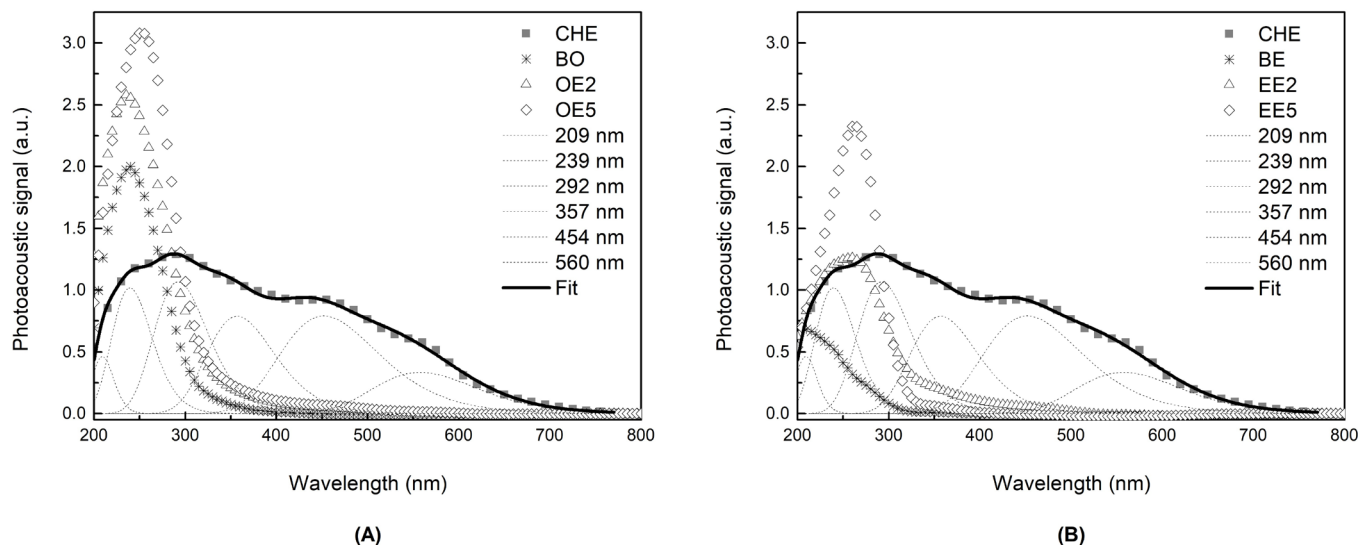 3.0
2.5
2.0
1.5
1.0
0.5
0.0
Photoacoustic signal (a.u.)
CHE
BO
OE2
OE5
209 nm
239 nm
292 nm
357 nm
454 nm
560 nm
Fit
200 300 400 500 600 700 800
Wavelength (nm)
(A)
3.0
2.5
2.0
1.5
1.0
0.5
0.0
Photoacoustic signal (a.u.)
CHE
BE
EE2
EE5
209 nm
239 nm
292 nm
357 nm
454 nm
560 nm
Fit
200 300 400 500 600 700 800
Wavelength (nm)
(B)